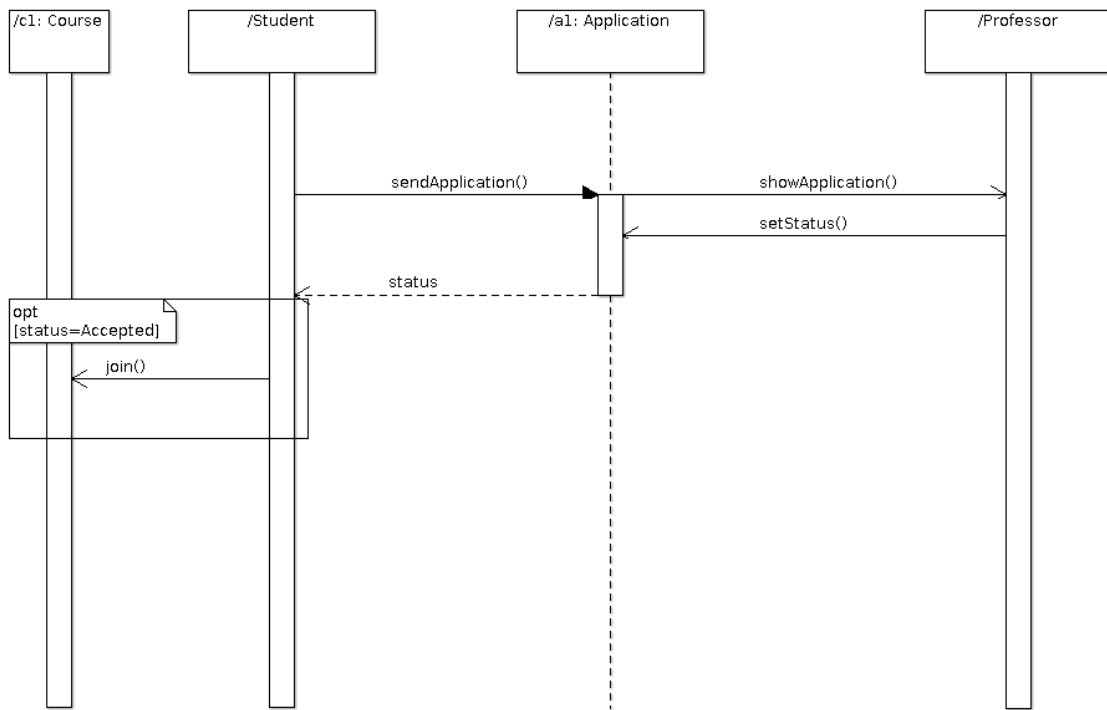 /c1: Course
/Student
/a1: Application
/Professor
sendApplication()
showApplication()
setStatus()
status
opt
[status=Accepted]
join()